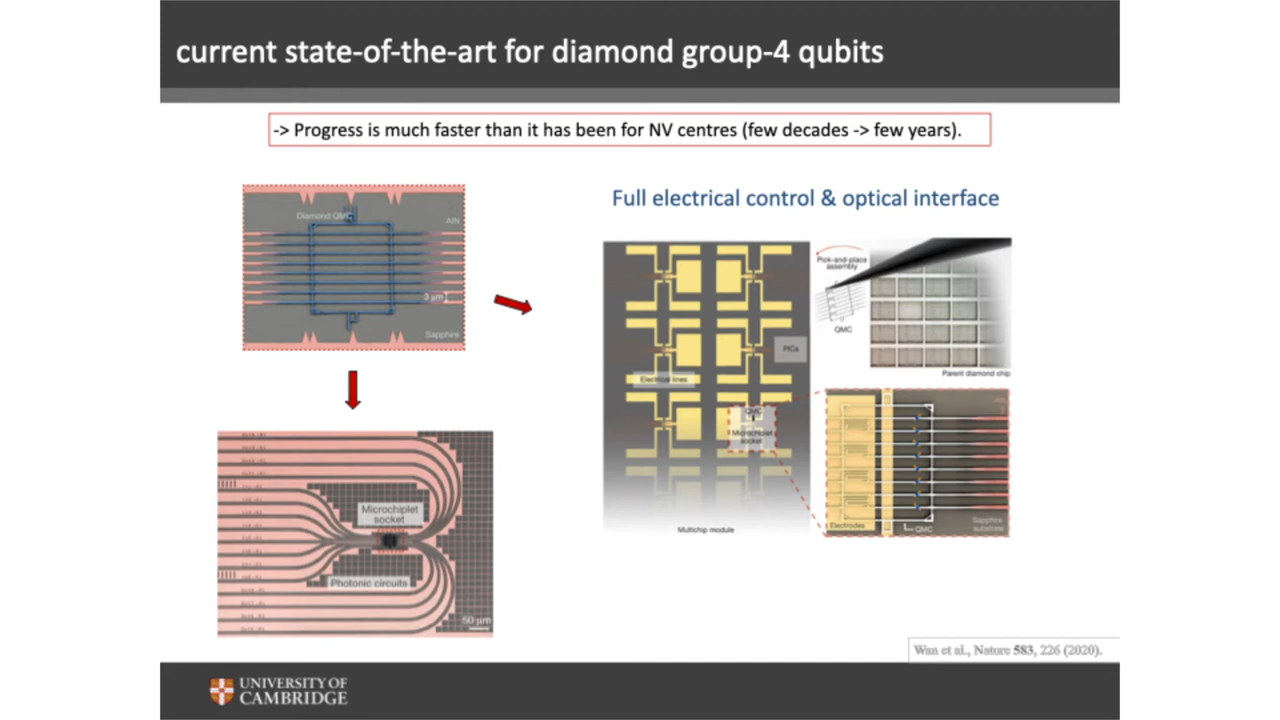 current state-of-the-art for diamond group-4 qubits
-> Progress is much faster than it has been for NV centres (few decades -> few years).
Diamond QMC
AlN
3 μm
Sapphire
Full electrical control & optical interface
Electrical lines
PICs
QMC
Microchiplet
socket
Multichip module
Pick-and-place
assembly
QMC
Parent diamond chip
Electrodes
QMC
AlN
Sapphire
substrate
Microchiplet
socket
Photonic circuits
50 μm
Wan et al., Nature 583, 226 (2020).
UNIVERSITY OF
CAMBRIDGE